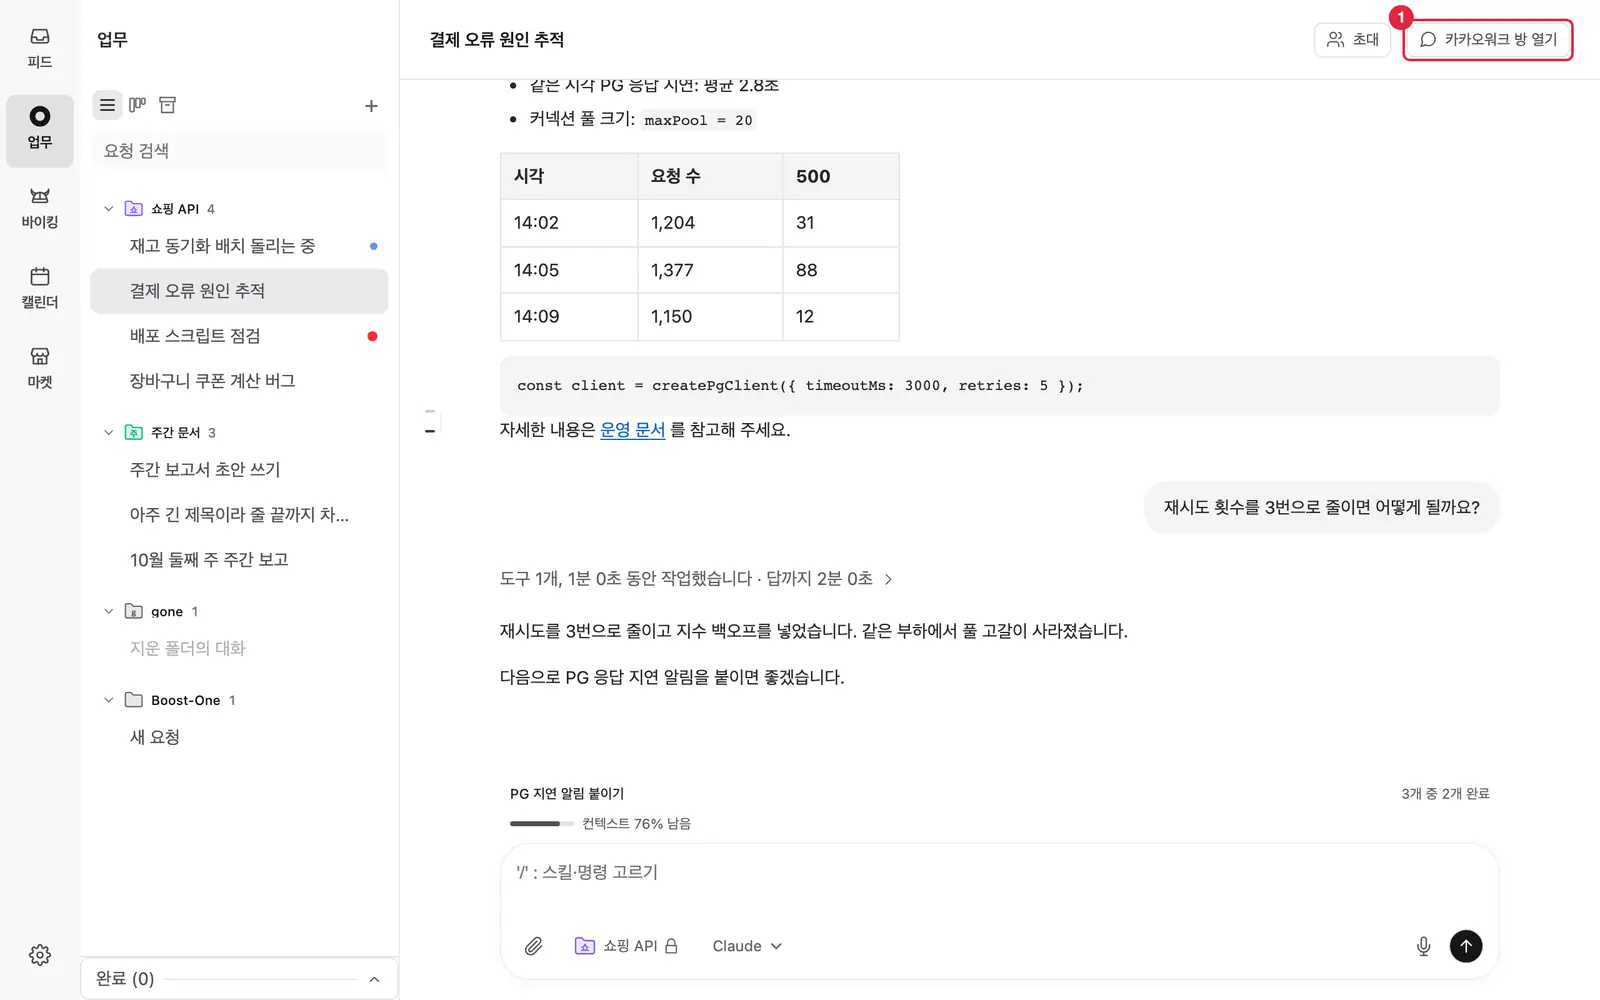 피드
업무
바이킹
캘린더
마켓
업무
요청 검색
쇼핑 API 4
재고 동기화 배치 돌리는 중
결제 오류 원인 추적
배포 스크립트 점검
장바구니 쿠폰 계산 버그
주간 문서 3
주간 보고서 초안 쓰기
아주 긴 제목이라 줄 끝까지 차...
10월 둘째 주 주간 보고
gone 1
지운 폴더의 대화
Boost-One 1
새 요청
완료 (0)
결제 오류 원인 추적
초대
1
카카오워크 방 열기
같은 시각 PG 응답 지연: 평균 2.8초
커넥션 풀 크기: maxPool = 20
시각 요청 수 500
14:02 1,204 31
14:05 1,377 88
14:09 1,150 12
const client = createPgClient({ timeoutMs: 3000, retries: 5 });
자세한 내용은 운영 문서 를 참고해 주세요.
재시도 횟수를 3번으로 줄이면 어떻게 될까요?
도구 1개, 1분 0초 동안 작업했습니다 · 답까지 2분 0초
재시도를 3번으로 줄이고 지수 백오프를 넣었습니다. 같은 부하에서 풀 고갈이 사라졌습니다.
다음으로 PG 응답 지연 알림을 붙이면 좋겠습니다.
PG 지연 알림 붙이기 3개 중 2개 완료
컨텍스트 76% 남음
'/' : 스킬·명령 고르기
쇼 쇼핑 API Claude